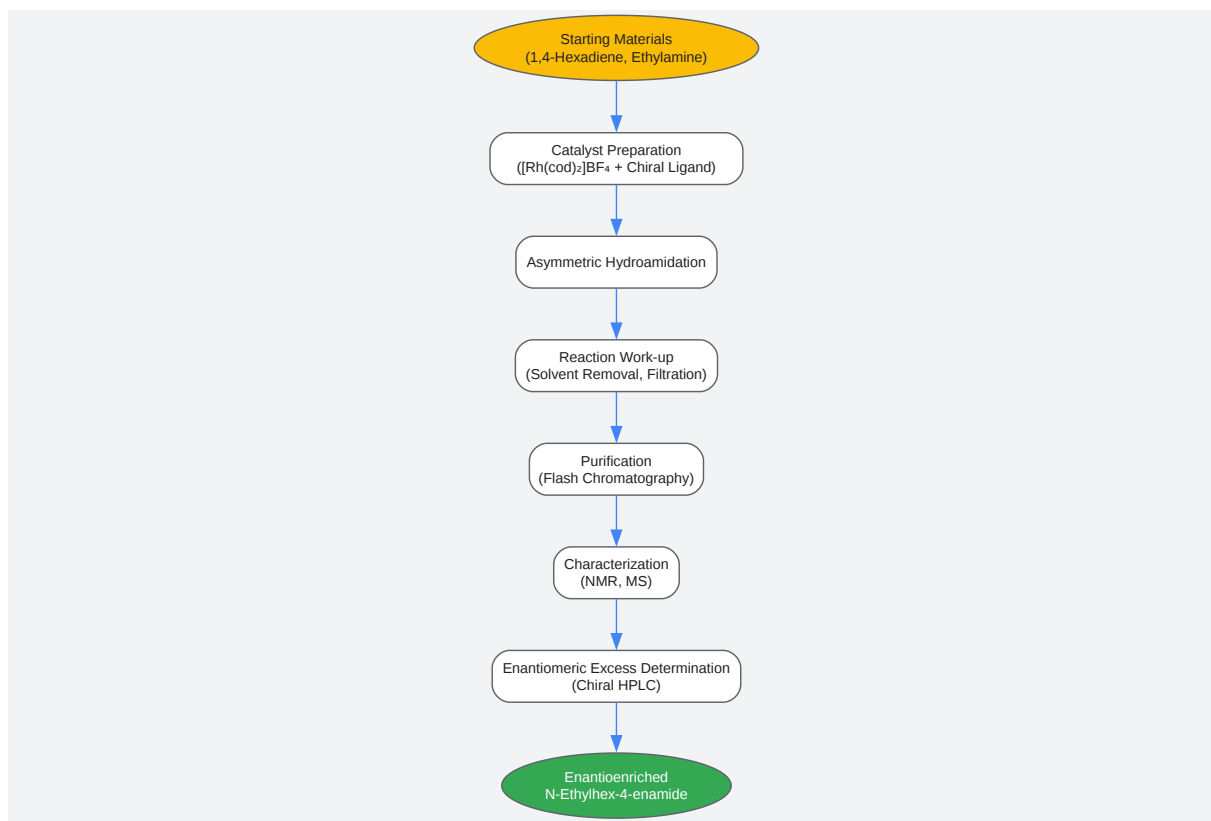 Starting Materials
(1,4-Hexadiene, Ethylamine)
Catalyst Preparation
([Rh(cod)₂]BF₄ + Chiral Ligand)
Asymmetric Hydroamidation
Reaction Work-up
(Solvent Removal, Filtration)
Purification
(Flash Chromatography)
Characterization
(NMR, MS)
Enantiomeric Excess Determination
(Chiral HPLC)
Enantioenriched
N-Ethylhex-4-enamide